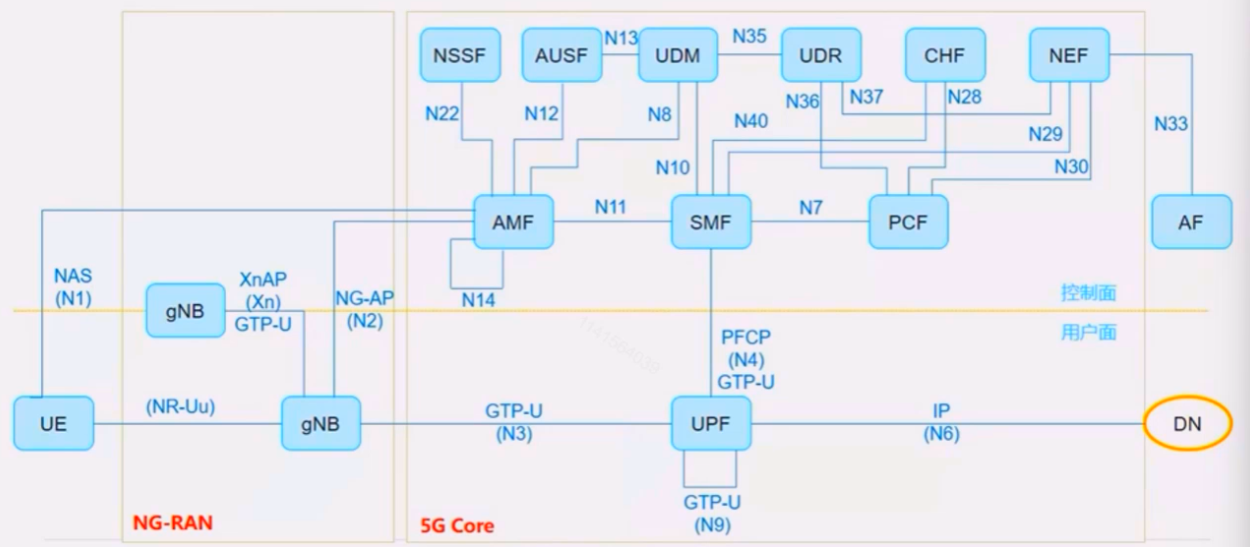 NSSF
AUSF
N13
UDM
N35
UDR
CHF
NEF
N22
N12
N8
N36
N37
N28
N40
N29
N33
N10
N30
AMF
N11
SMF
N7
PCF
AF
NAS
(N1)
gNB
XnAP
(Xn)
GTP-U
NG-AP
(N2)
N14
控制面
用户面
PFCP
(N4)
GTP-U
UE
(NR-Uu)
gNB
GTP-U
(N3)
UPF
IP
(N6)
DN
GTP-U
(N9)
NG-RAN
5G Core